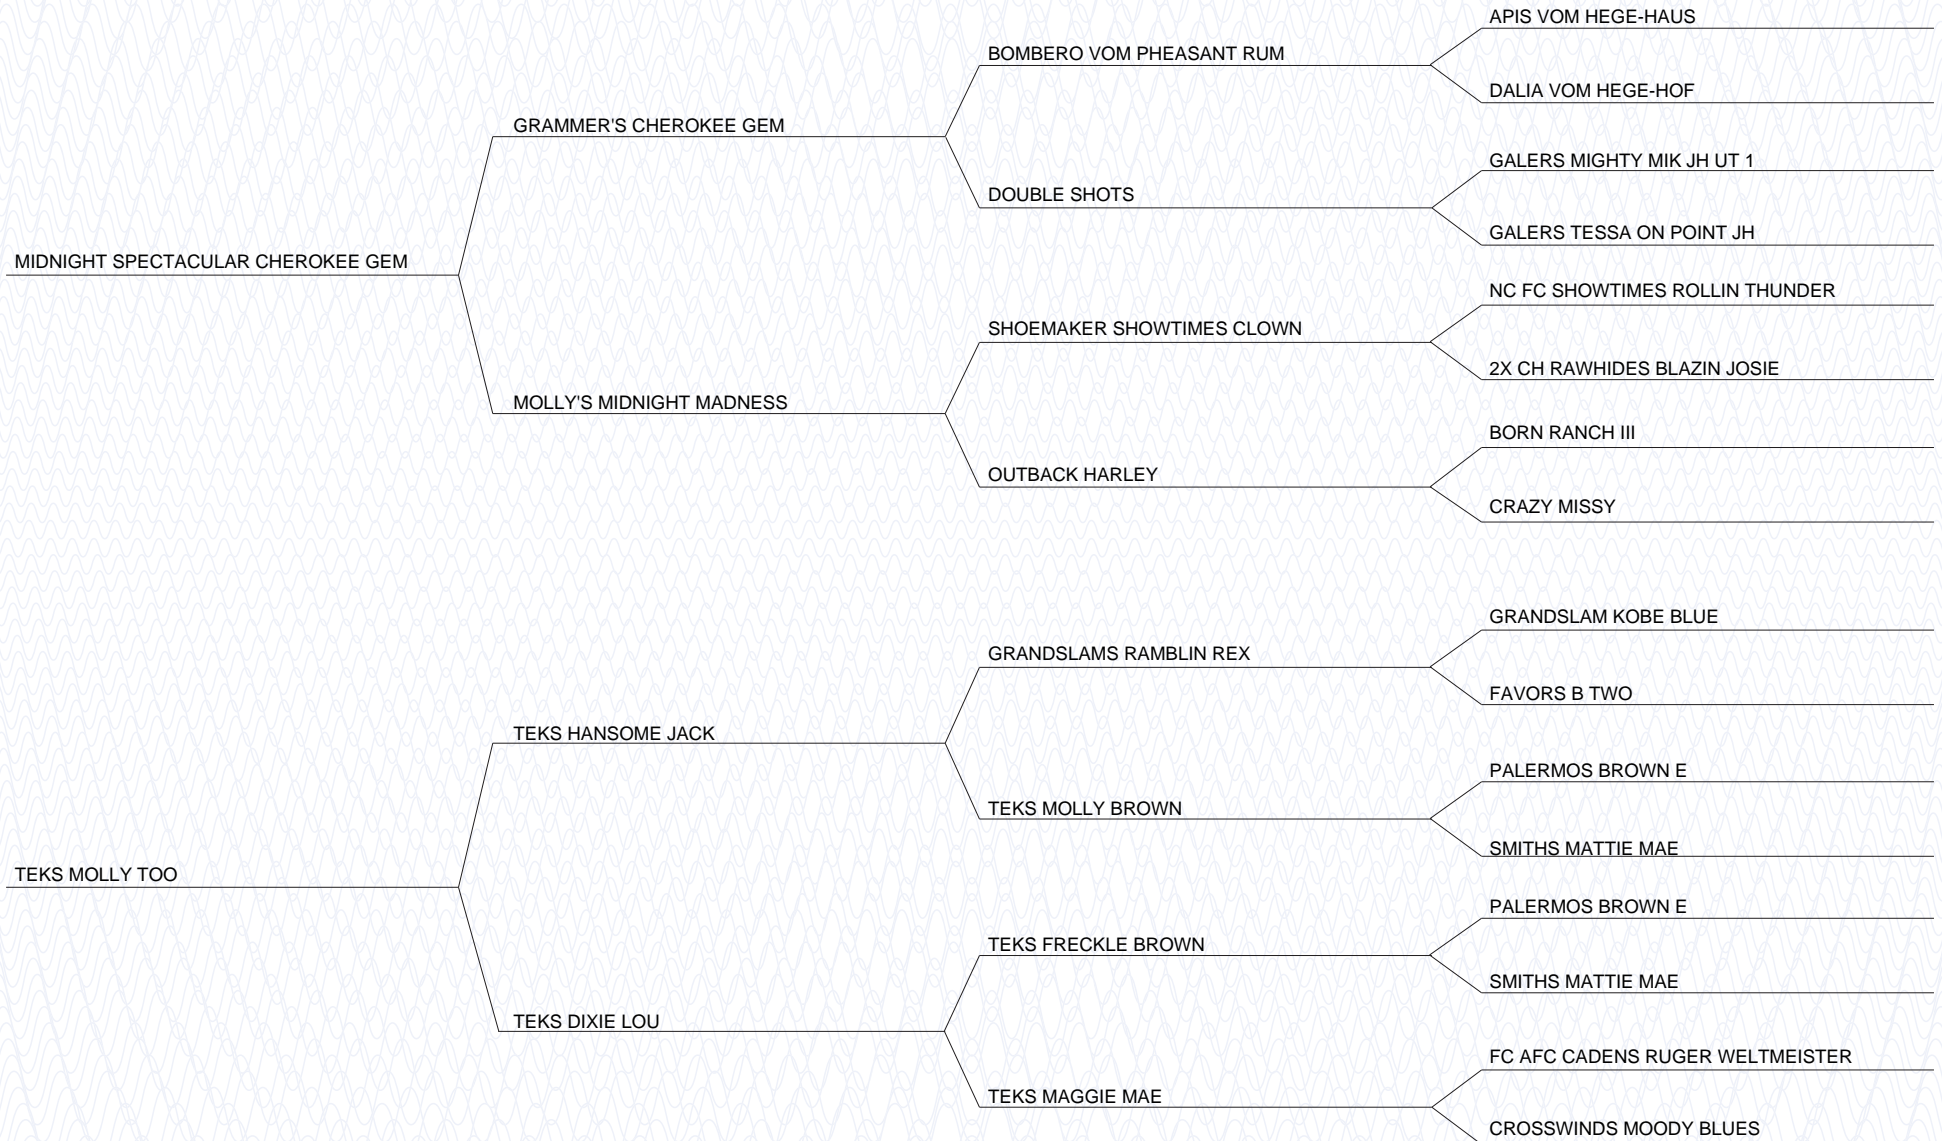 APIS VOM HEGE-HAUS
BOMBERO VOM PHEASANT RUM
DALIA VOM HEGE-HOF
GRAMMER'S CHEROKEE GEM
GALERS MIGHTY MIK JH UT 1
DOUBLE SHOTS
GALERS TESSA ON POINT JH
MIDNIGHT SPECTACULAR CHEROKEE GEM
NC FC SHOWTIMES ROLLIN THUNDER
SHOEMAKER SHOWTIMES CLOWN
2X CH RAWHIDES BLAZIN JOSIE
MOLLY'S MIDNIGHT MADNESS
BORN RANCH III
OUTBACK HARLEY
CRAZY MISSY
GRANDSLAM KOBE BLUE
GRANDSLAMS RAMBLIN REX
FAVORS B TWO
TEKS HANSOME JACK
PALERMOS BROWN E
TEKS MOLLY BROWN
SMITHS MATTIE MAE
TEKS MOLLY TOO
PALERMOS BROWN E
TEKS FRECKLE BROWN
SMITHS MATTIE MAE
TEKS DIXIE LOU
FC AFC CADENS RUGER WELTMEISTER
TEKS MAGGIE MAE
CROSSWINDS MOODY BLUES